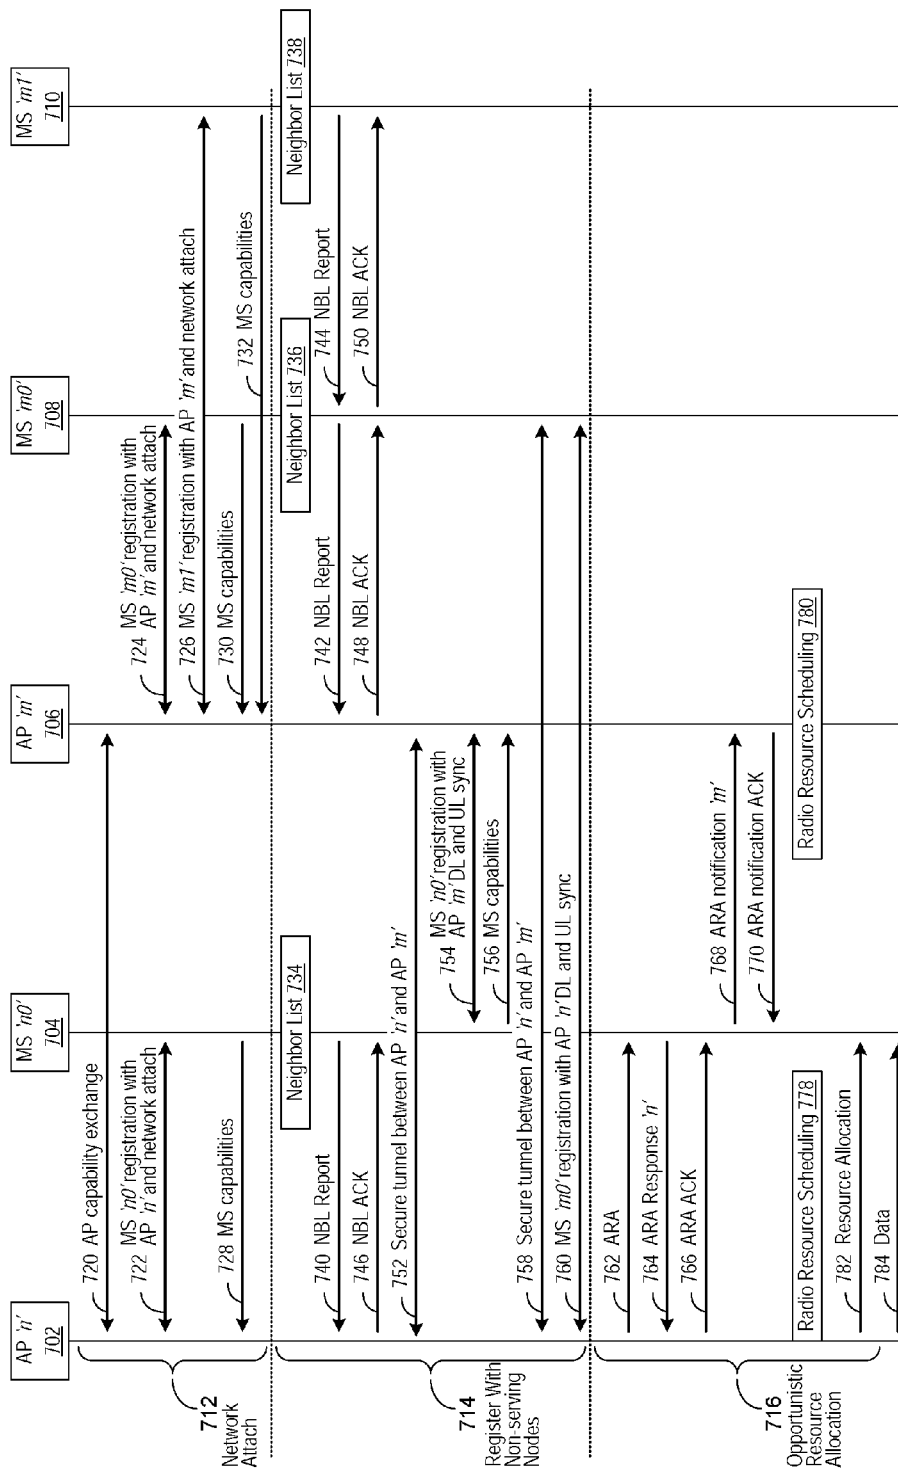 AP 'n'
702
MS 'n0'
704
AP 'm'
706
MS 'm0'
708
MS 'm1'
710
712
Network
Attach
720 AP capability exchange
722 MS 'n0' registration with
AP 'n' and network attach
724 MS 'm0' registration with
AP 'm' and network attach
726 MS 'm1' registration with AP 'm' and network attach
728 MS capabilities
730 MS capabilities
732 MS capabilities
714
Register With
Non-serving
Nodes
Neighbor List 734
Neighbor List 736
Neighbor List 738
740 NBL Report
742 NBL Report
744 NBL Report
746 NBL ACK
748 NBL ACK
750 NBL ACK
752 Secure tunnel between AP 'n' and AP 'm'
754 MS 'n0' registration with
AP 'm' DL and UL sync
756 MS capabilities
758 Secure tunnel between AP 'n' and AP 'm'
760 MS 'm0' registration with AP 'n' DL and UL sync
716
Opportunistic
Resource
Allocation
762 ARA
764 ARA Response 'n'
766 ARA ACK
768 ARA notification 'm'
770 ARA notification ACK
Radio Resource Scheduling 778
Radio Resource Scheduling 780
782 Resource Allocation
784 Data